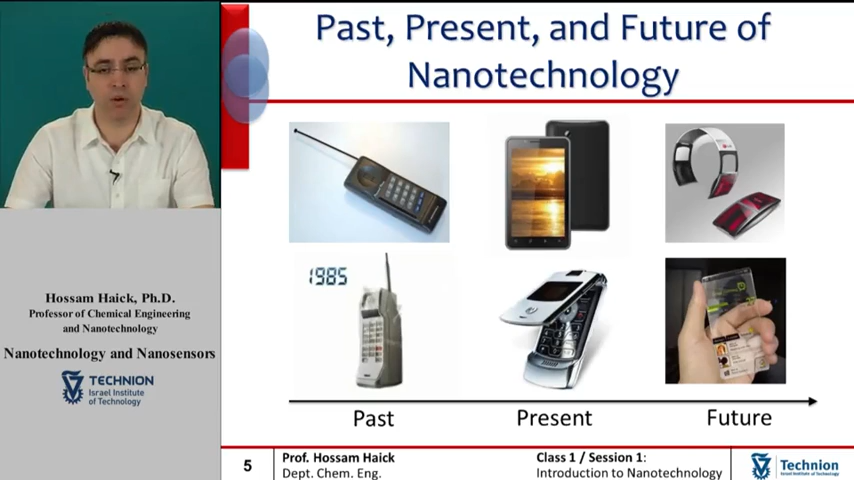 Past, Present, and Future of
Nanotechnology
1985
Past
Present
Future
Hossam Haick, Ph.D.
Professor of Chemical Engineering
and Nanotechnology
Nanotechnology and Nanosensors
TECHNION
Israel Institute
of Technology
5
Prof. Hossam Haick
Dept. Chem. Eng.
Class 1 / Session 1:
Introduction to Nanotechnology
Technion
Israel Institute of Technology